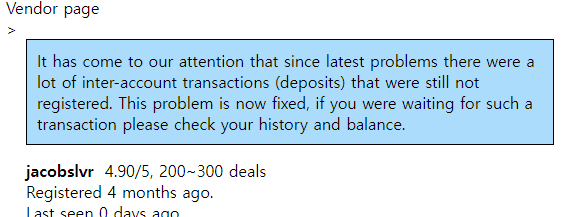 Vendor page
>
It has come to our attention that since latest problems there were a
lot of inter-account transactions (deposits) that were still not
registered. This problem is now fixed, if you were waiting for such a
transaction please check your history and balance.
jacobslvr 4.90/5, 200~300 deals
Registered 4 months ago.
Last seen 0 days ago